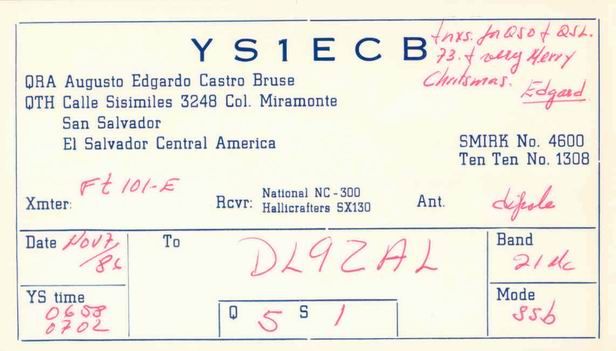 YS1ECB
tnxs. for QSO & QSL.
73. & very Merry
Christmas.
Edgard
QRA Augusto Edgardo Castro Bruse
QTH Calle Sisimiles 3248 Col. Miramonte
San Salvador
El Salvador Central America
SMIRK No. 4600
Ten Ten No. 1308
Xmter: Ft 101-E
Rcvr: National NC-300
Hallicrafters SX130
Ant. dipole
Date Nov 7
/86
To DL9ZAL
Band
21 Mc
YS time
0658
0702
Q 5 S 1
Mode
SSb